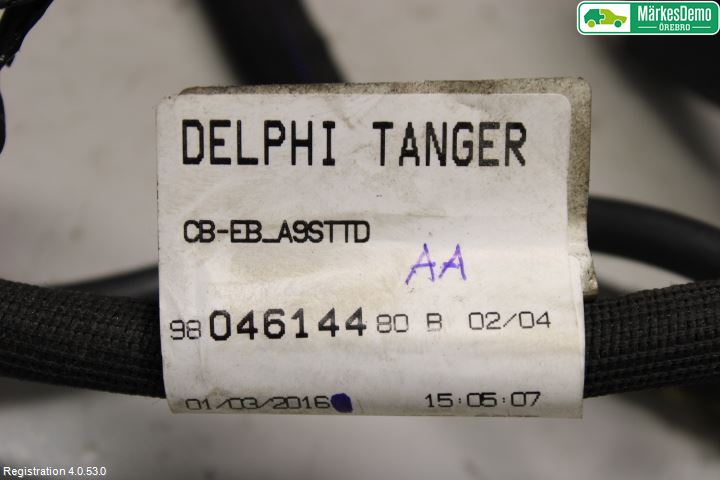 MärkesDemo
ÖREBRO
DELPHI TANGER
CB-EB_A9STTD
AA
98 046144 80 B 02/04
01/03/2016 15:05:07
Registration 4.0.53.0